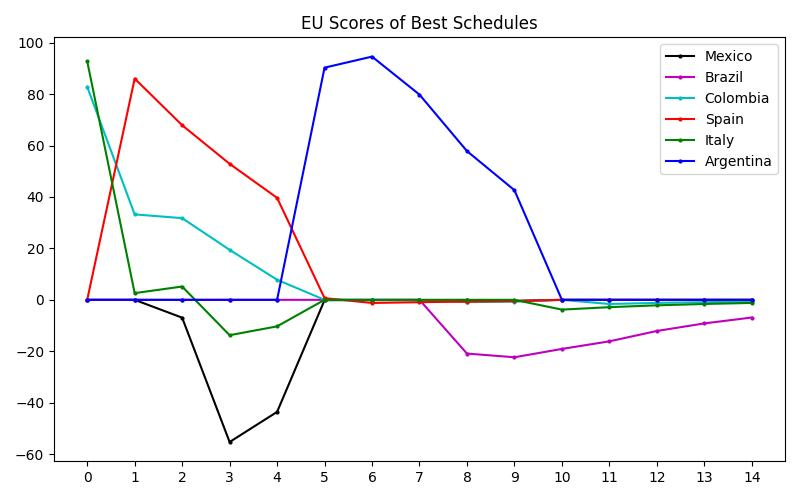 EU Scores of Best Schedules
100
80
60
40
20
0
−20
−40
−60
0 1 2 3 4 5 6 7 8 9 10 11 12 13 14
Mexico
Brazil
Colombia
Spain
Italy
Argentina